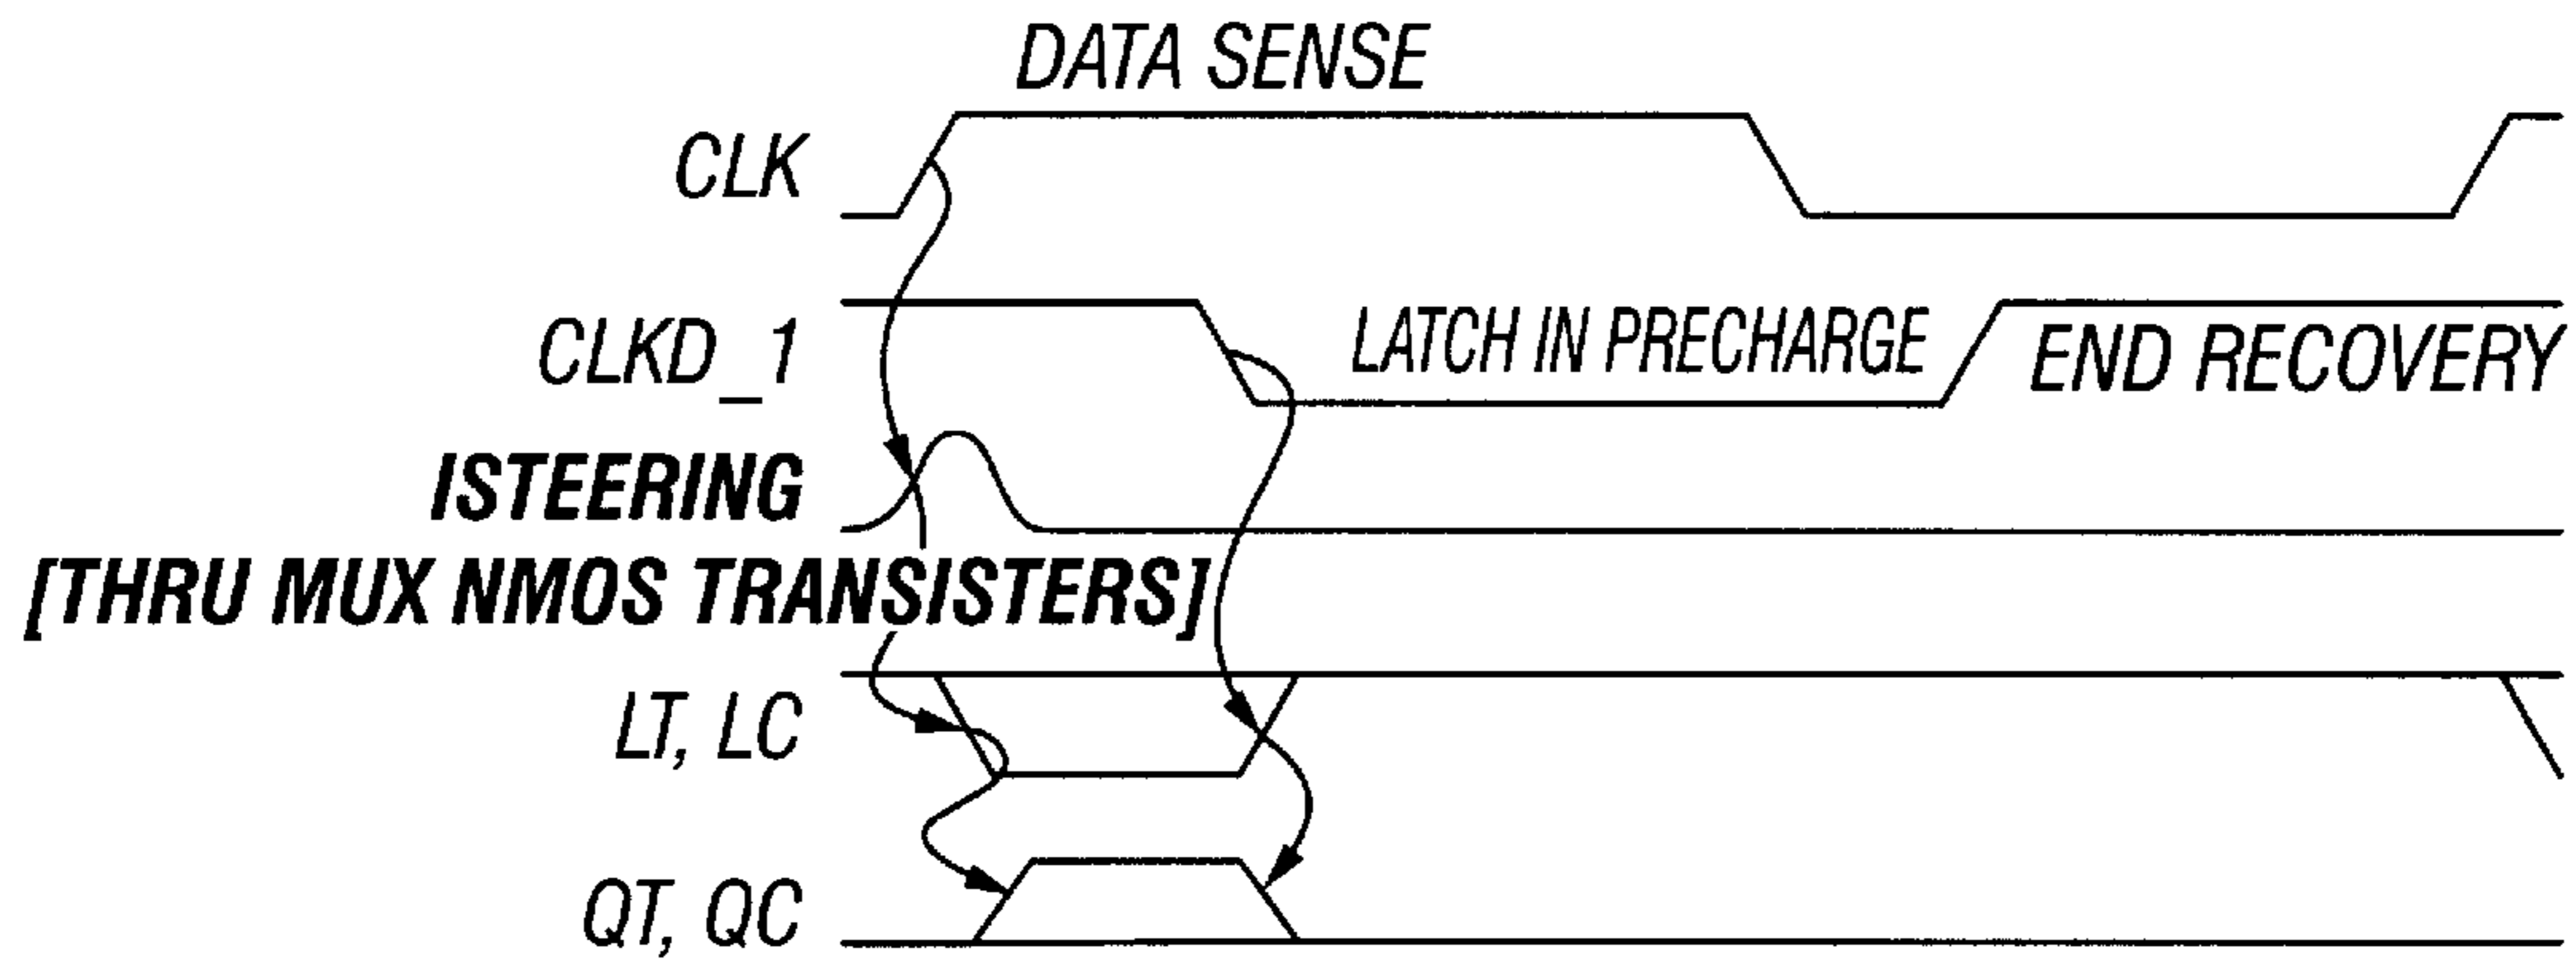 DATA SENSE
CLK
CLKD_1
LATCH IN PRECHARGE
END RECOVERY
ISTEERING
[THRU MUX NMOS TRANSISTERS]
LT, LC
QT, QC